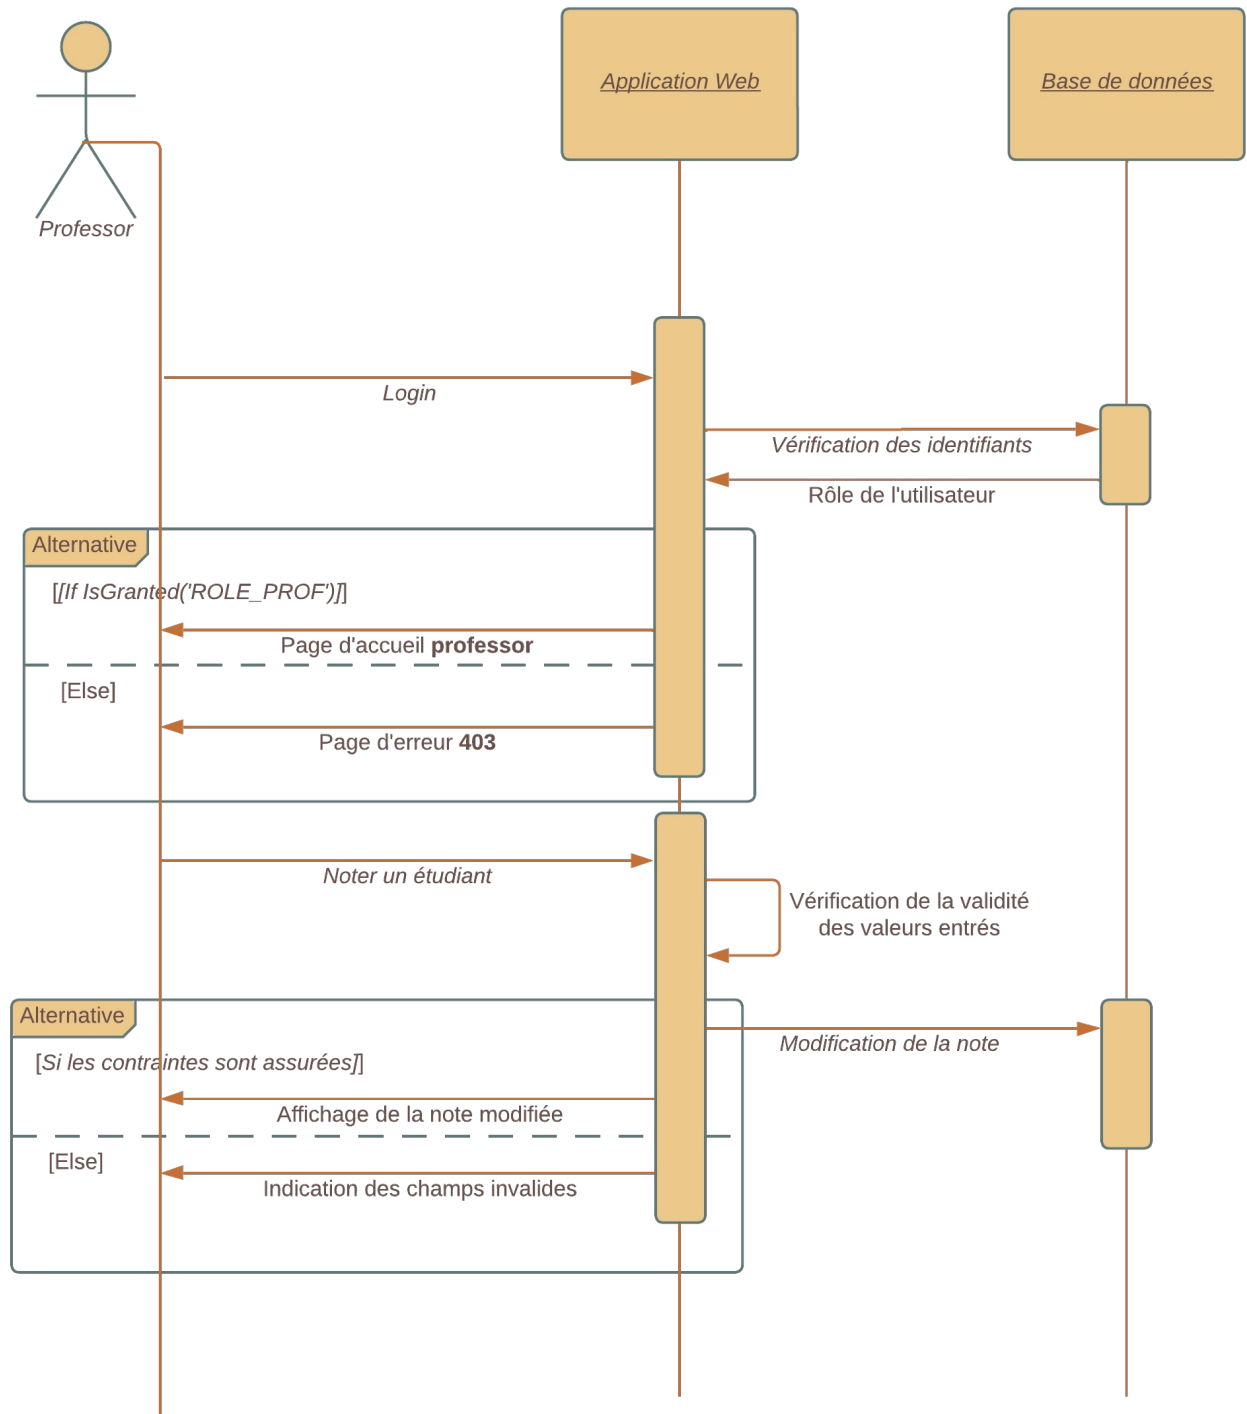 Application Web
Base de données
Professor
Login
Vérification des identifiants
Rôle de l'utilisateur
Alternative
[[If IsGranted('ROLE_PROF')]]
Page d'accueil professor
[Else]
Page d'erreur 403
Noter un étudiant
Vérification de la validité
des valeurs entrés
Alternative
Modification de la note
[Si les contraintes sont assurées]]
Affichage de la note modifiée
[Else]
Indication des champs invalides